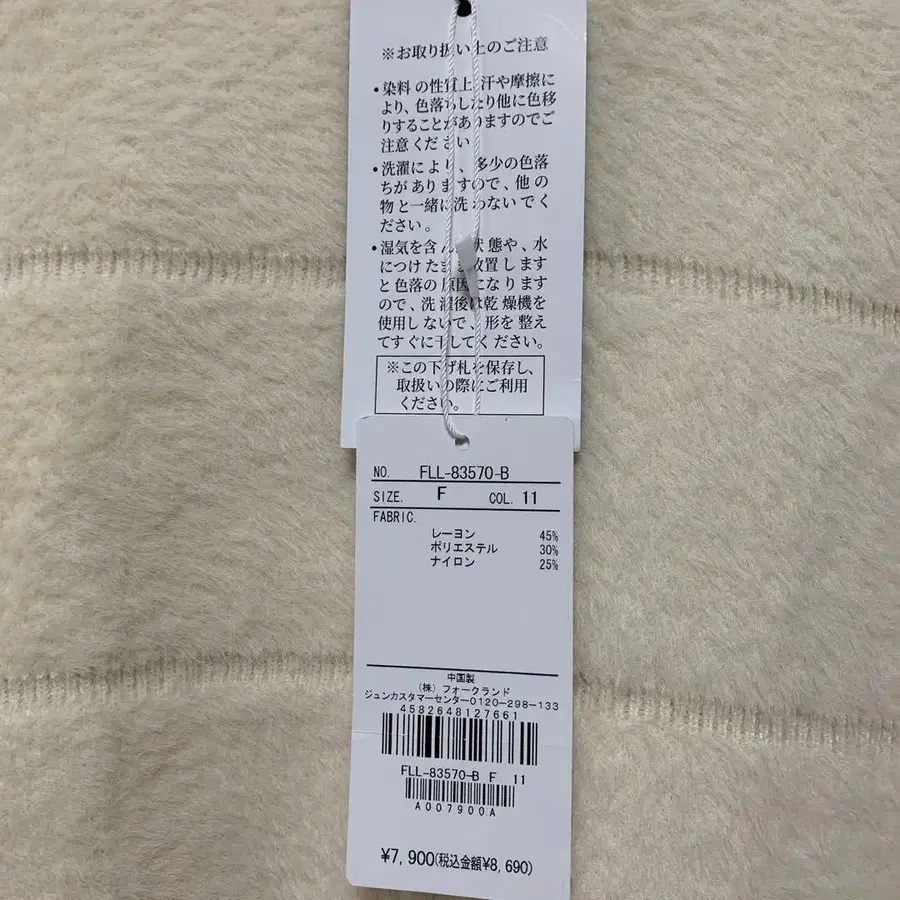 ※お取り扱い上のご注意
•染料の性質上、汗や摩擦に
より、色落ちしたり他に色移
りすることがありますのでご
注意ください
•洗濯により、多少の色落
ちがありますので、他の
物と一緒に洗わないでく
ださい。
•湿気を含んだ状態や、水
につけたまま放置します
と色落の原因になります
ので、洗濯後は乾燥機を
使用しないで、形を整え
てすぐに干してください。
※この下げ札を保存し、
取扱いの際にご利用
ください。
NO. FLL-83570-B
SIZE. F COL. 11
FABRIC.
レーヨン 45%
ポリエステル 30%
ナイロン 25%
中国製
(株) フォークランド
ジュンカスタマーセンター0120-298-133
4582648127661
FLL-83570-B F 11
A007900A
¥7,900(税込金額¥8,690)